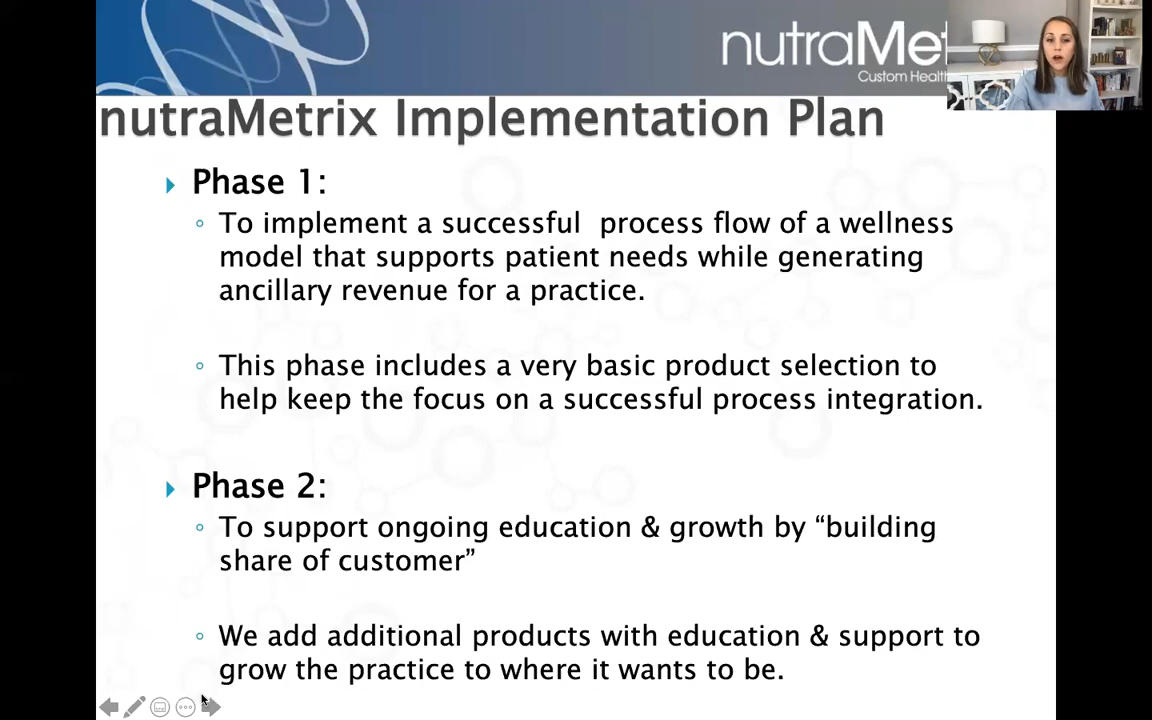 nutraMet
Custom Healt
nutraMetrix Implementation Plan
Phase 1:
To implement a successful process flow of a wellness
model that supports patient needs while generating
ancillary revenue for a practice.
This phase includes a very basic product selection to
help keep the focus on a successful process integration.
Phase 2:
To support ongoing education & growth by “building
share of customer”
We add additional products with education & support to
grow the practice to where it wants to be.